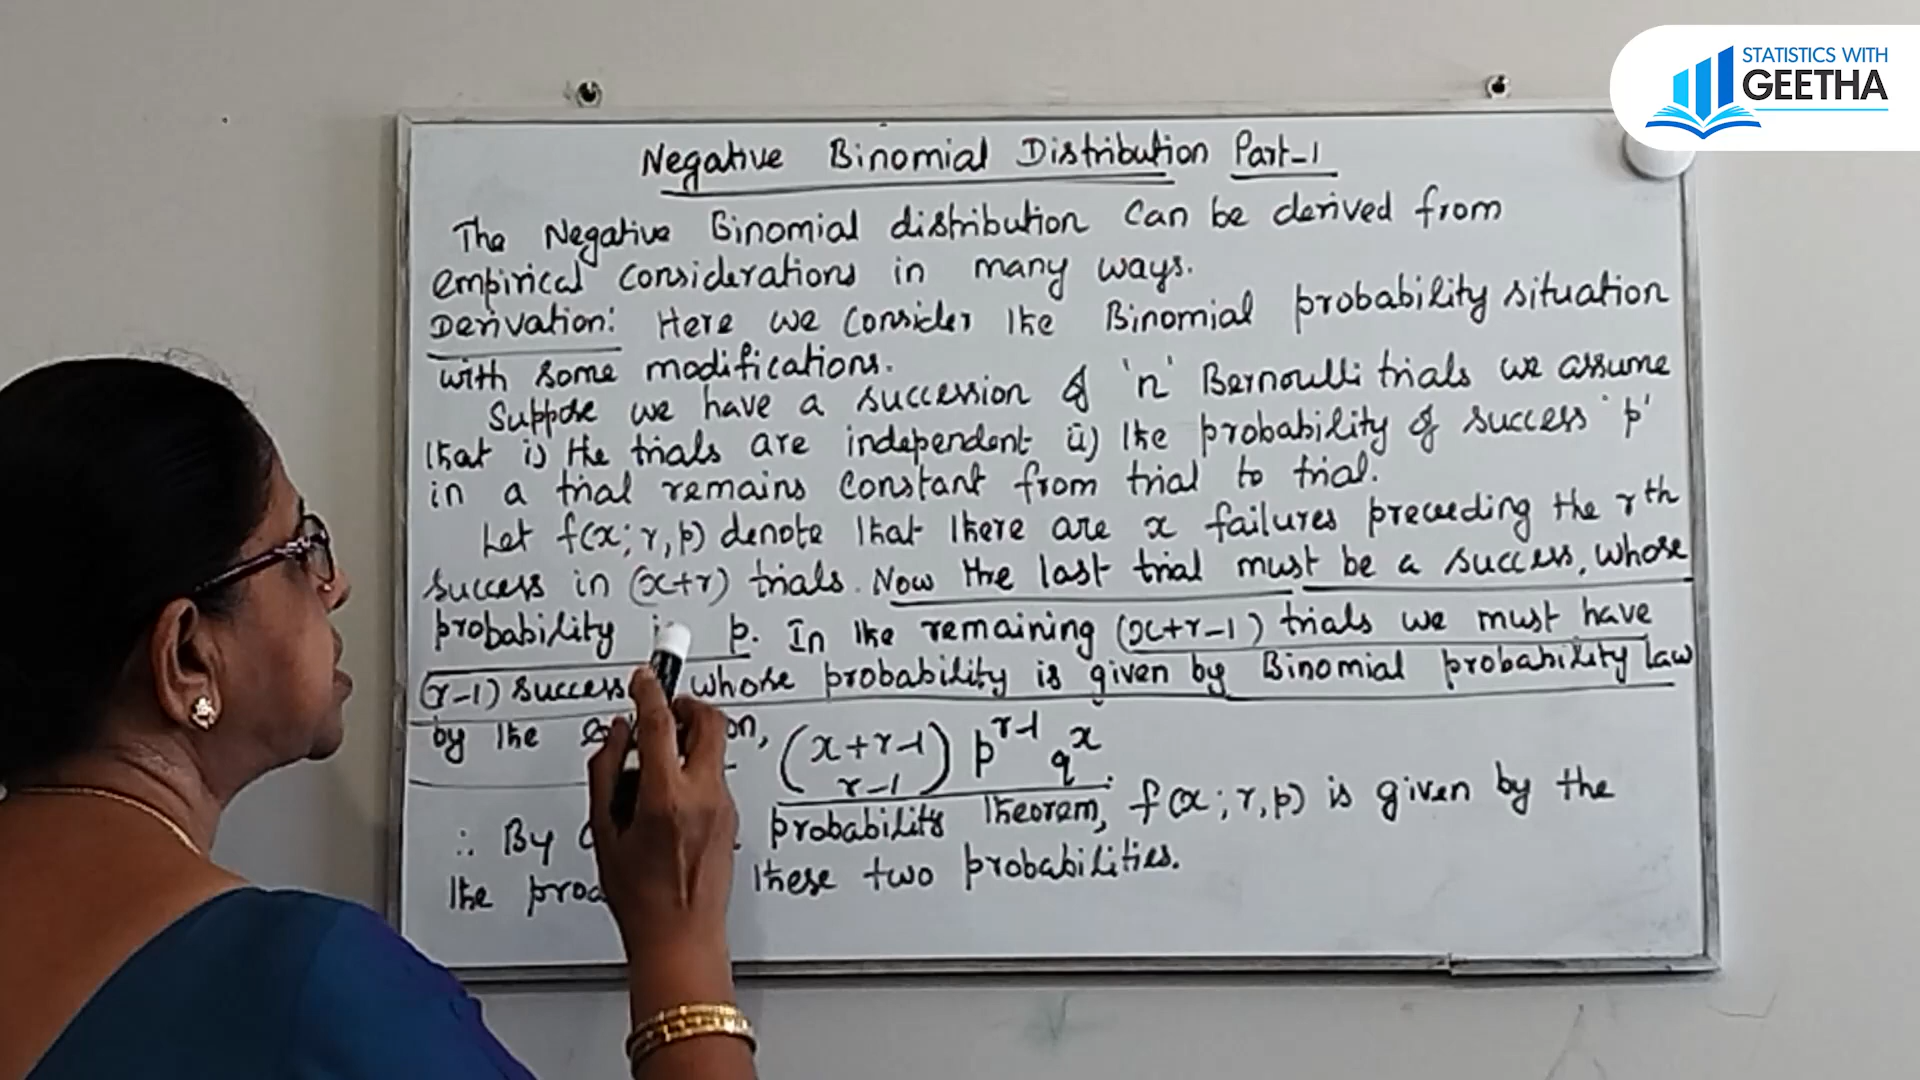 STATISTICS WITH
GEETHA
Negative Binomial Distribution Part-1
The Negative Binomial distribution can be derived from
empirical considerations in many ways.
Derivation: Here we consider the Binomial probability situation
with some modifications.
Suppose we have a succession of 'n' Bernoulli trials we assume
that i) the trials are independent ii) the probability of success 'p'
in a trial remains constant from trial to trial.
Let f(x; r, p) denote that there are x failures preceeding the rth
success in (x+r) trials. Now the last trial must be a success, whose
probability p. In the remaining (x+r-1) trials we must have
(r-1) success whose probability is given by Binomial probability law
by the
(x+r-1 r-1) p^{r-1} q^x.
∴ By probability theorem, f(x; r, p) is given by the
the these two probabilities.